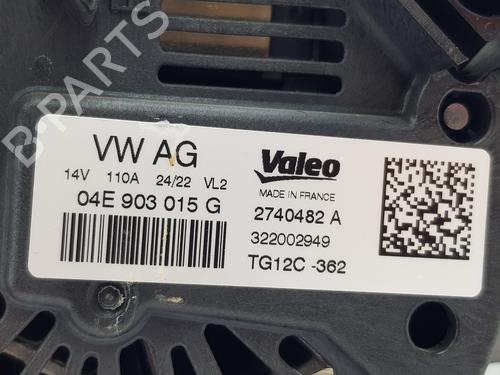 B-PARTS
VW AG
14V 110A 24/22 VL2
04E 903 015 G
Valeo
MADE IN FRANCE
2740482 A
322002949
TG12C -362